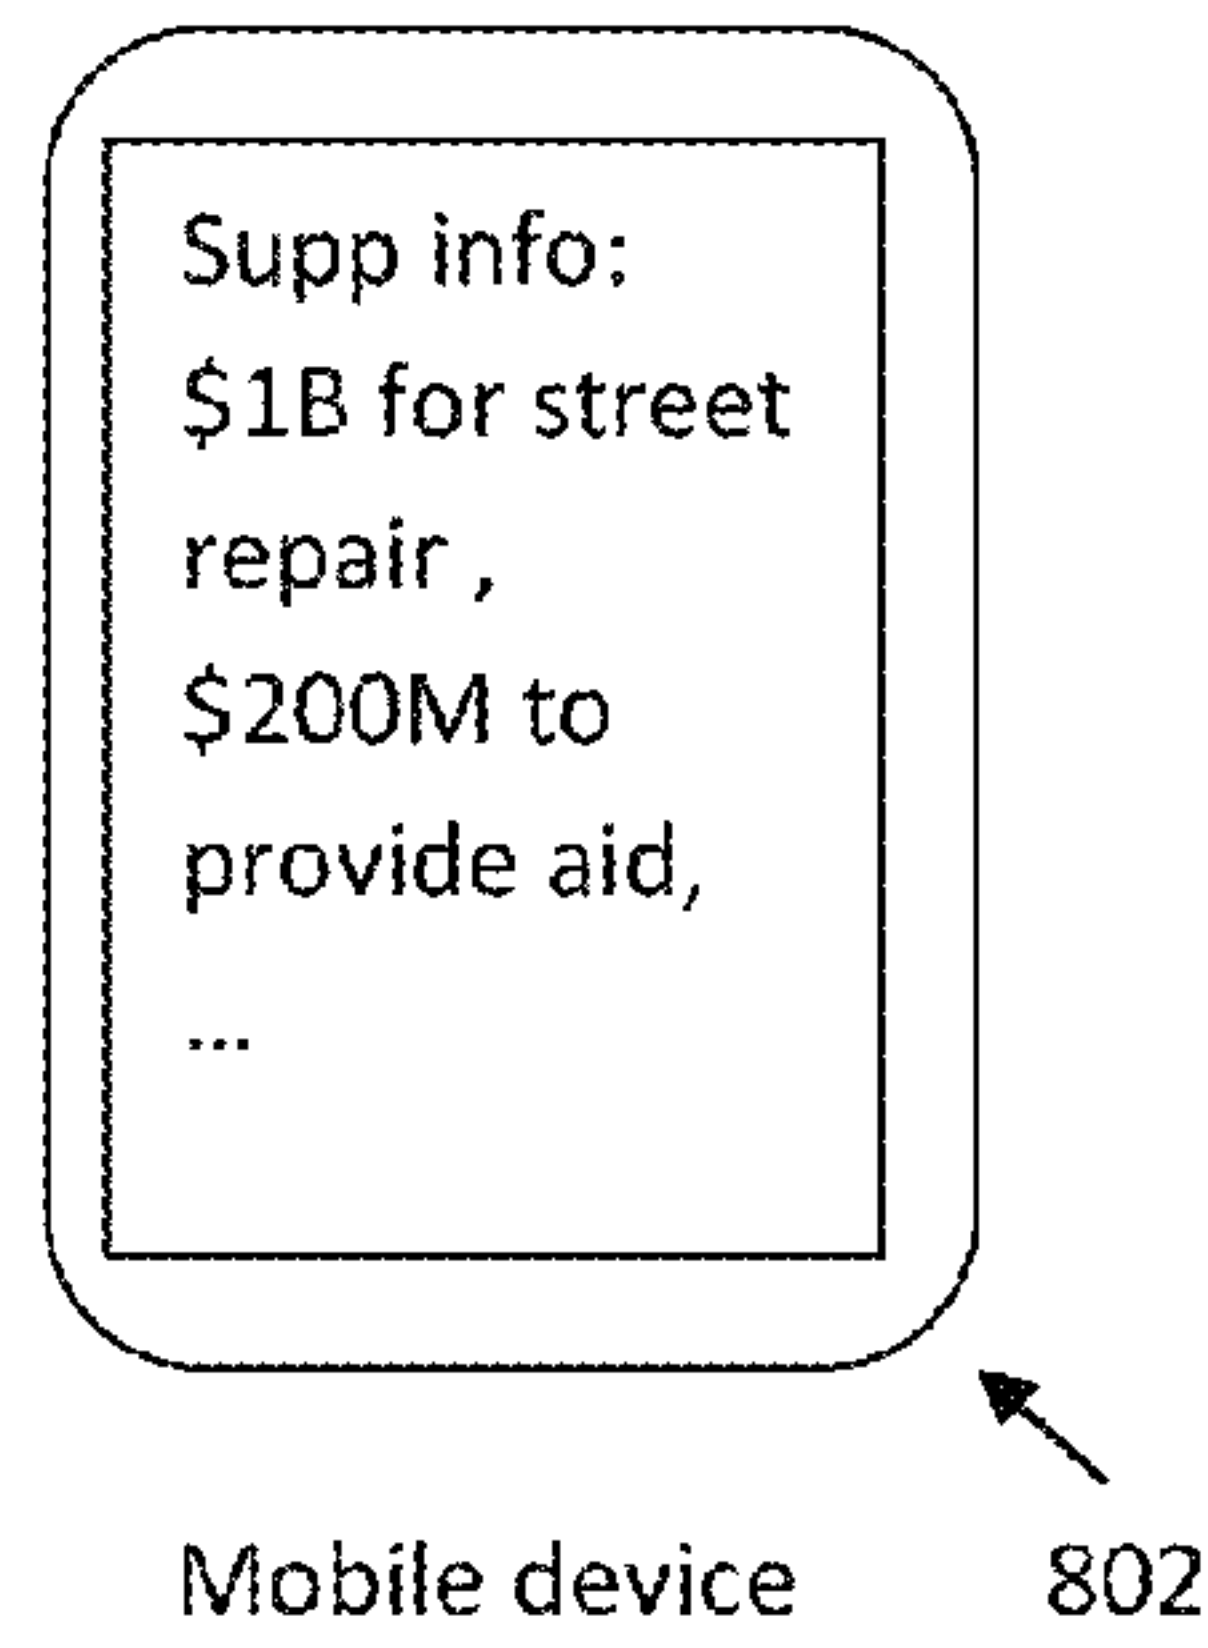 Supp info:
$1B for street
repair ,
$200M to
provide aid,
...
Mobile device
802